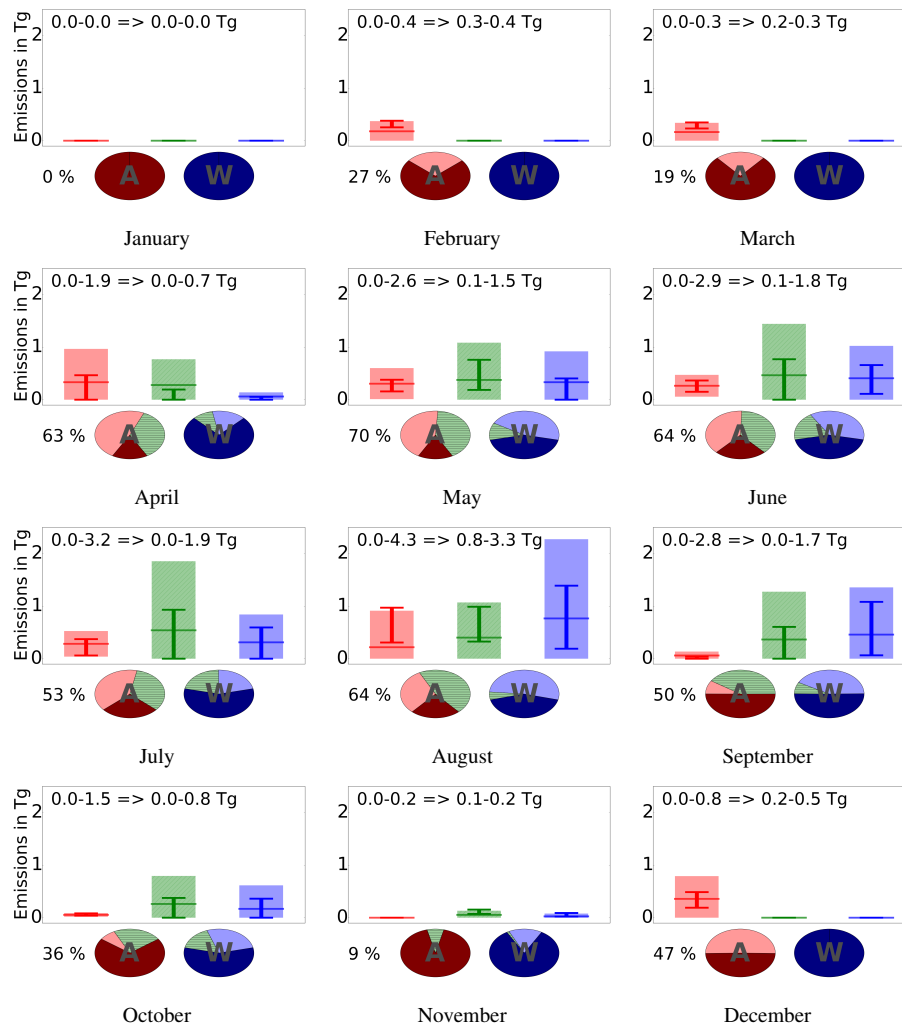 Emissions in Tg
0.0-0.0 => 0.0-0.0 Tg
0.0-0.4 => 0.3-0.4 Tg
0.0-0.3 => 0.2-0.3 Tg
2
2
2
1
1
1
0
0
0
0 %
A
W
27 %
A
W
19 %
A
W
January
February
March
Emissions in Tg
0.0-1.9 => 0.0-0.7 Tg
0.0-2.6 => 0.1-1.5 Tg
0.0-2.9 => 0.1-1.8 Tg
2
2
2
1
1
1
0
0
0
63 %
A
W
70 %
A
W
64 %
A
W
April
May
June
Emissions in Tg
0.0-3.2 => 0.0-1.9 Tg
0.0-4.3 => 0.8-3.3 Tg
0.0-2.8 => 0.0-1.7 Tg
2
2
2
1
1
1
0
0
0
53 %
A
W
64 %
A
W
50 %
A
W
July
August
September
Emissions in Tg
0.0-1.5 => 0.0-0.8 Tg
0.0-0.2 => 0.1-0.2 Tg
0.0-0.8 => 0.2-0.5 Tg
2
2
2
1
1
1
0
0
0
36 %
A
W
9 %
A
W
47 %
A
W
October
November
December